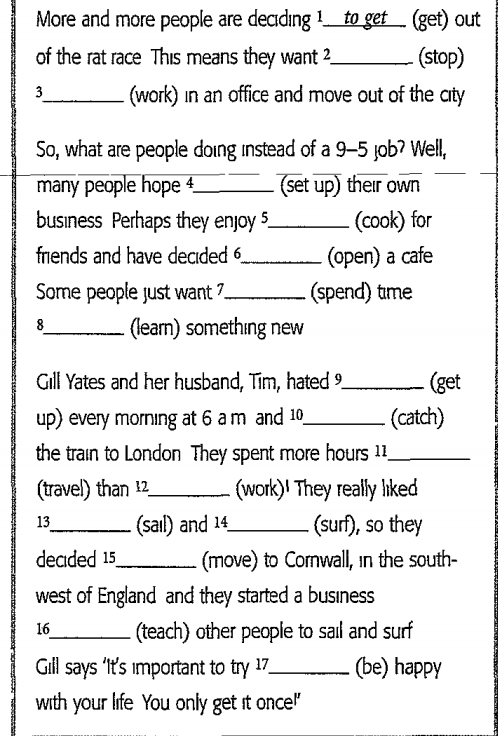 More and more people are deciding 1 to get (get) out
of the rat race This means they want 2________ (stop)
3________ (work) in an office and move out of the city
So, what are people doing instead of a 9–5 job? Well,
many people hope 4________ (set up) their own
business Perhaps they enjoy 5________ (cook) for
friends and have decided 6________ (open) a cafe
Some people just want 7________ (spend) time
8________ (learn) something new
Gill Yates and her husband, Tim, hated 9________ (get
up) every morning at 6 a m and 10________ (catch)
the train to London They spent more hours 11________
(travel) than 12________ (work)! They really liked
13________ (sail) and 14________ (surf), so they
decided 15________ (move) to Cornwall, in the south-
west of England and they started a business
16________ (teach) other people to sail and surf
Gill says 'It's important to try 17________ (be) happy
with your life You only get it once!'